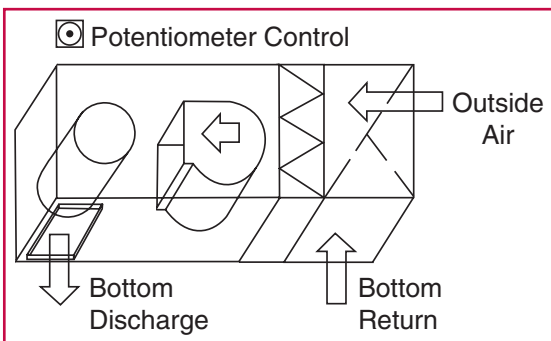 Potentiometer Control
Outside
Air
Bottom
Discharge
Bottom
Return